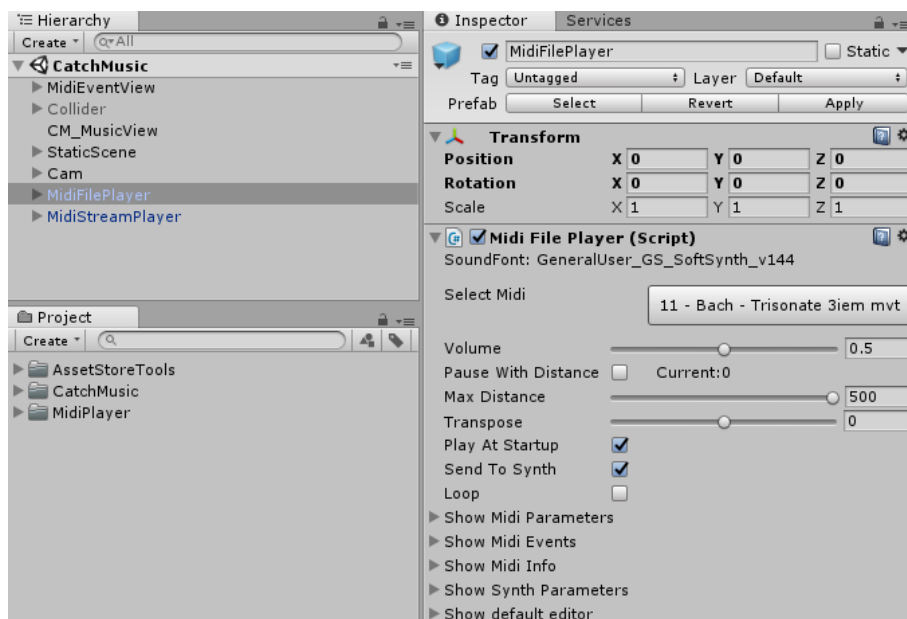 Hierarchy
Create
All
CatchMusic
MidiEventView
Collider
CM_MusicView
StaticScene
Cam
MidiFilePlayer
MidiStreamPlayer
Project
Create
AssetStoreTools
CatchMusic
MidiPlayer
Inspector Services
MidiFilePlayer Static
Tag Untagged Layer Default
Prefab Select Revert Apply
Transform
Position X 0 Y 0 Z 0
Rotation X 0 Y 0 Z 0
Scale X 1 Y 1 Z 1
Midi File Player (Script)
SoundFont: GeneralUser_GS_SoftSynth_v144
Select Midi 11 - Bach - Trisonate 3iem mvt
Volume 0.5
Pause With Distance Current:0
Max Distance 500
Transpose 0
Play At Startup
Send To Synth
Loop
Show Midi Parameters
Show Midi Events
Show Midi Info
Show Synth Parameters
Show default editor